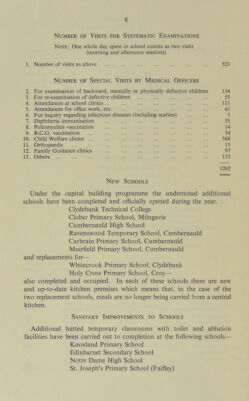 8
NUMBER OF VISITS FOR SYSTEMATIC EXAMINATIONS
NOTE: One whole day spent in school counts as two visits
(morning and afternoon sessions)
1. Number of visits as above .. .. .. .. .. 523
NUMBER OF SPECIAL VISITS BY MEDICAL OFFICERS
2. For examination of backward, mentally or physically defective children 134
3. For re-examination of defective children .. .. .. .. 55
4. Attendances at school clinics .. .. .. .. .. 111
5. Attendances for office work, etc. .. .. .. .. 41
6. For inquiry regarding infectious diseases (including scabies) .. 5
7. Diphtheria immunisation .. .. .. .. .. 55
8. Poliomyelitis vaccination .. .. .. .. .. 14
9. B.C.G. vaccination .. .. .. .. .. 34
10. Child Welfare clinics .. .. .. .. .. 568
11. Orthopaedic .. .. .. .. .. 15
12. Family Guidance clinics .. .. .. .. .. 97
13. Others .. .. .. .. .. 133
1262
NEW SCHOOLS
Under the capital building programme the undernoted additional
schools have been completed and officially opened during the year.
Clydebank Technical College
Clober Primary School, Milngavie
Cumbernauld High School
Ravenswood Temporary School, Cumbernauld
Carbrain Primary School, Cumbernauld
Muirfield Primary School, Cumbernauld
and replacements for—
Whitecrook Primary School, Clydebank
Holy Cross Primary School, Croy—
also completed and occupied. In each of these schools there are new
and up-to-date kitchen premises which means that, in the case of the
two replacement schools, meals are no longer being carried from a central
kitchen.
SANITARY IMPROVEMENTS TO SCHOOLS
Additional hutted temporary classrooms with toilet and ablution
facilities have been carried out to completion at the following schools—
Knoxland Primary School
Edinbarnet Secondary School
Notre Dame High School
St. Joseph's Primary School (Faifley)